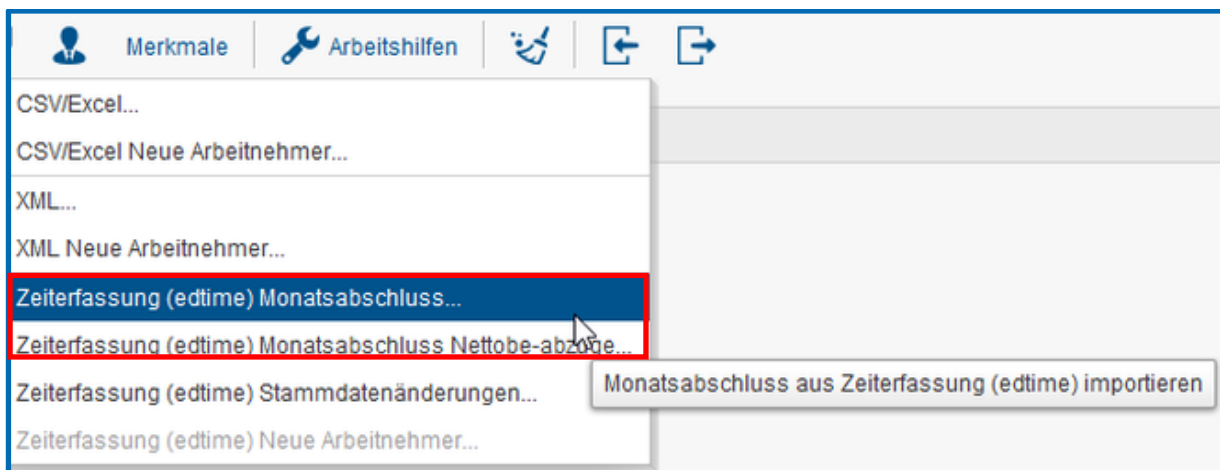 Merkmale Arbeitshilfen
CSV/Excel...
CSV/Excel Neue Arbeitnehmer...
XML...
XML Neue Arbeitnehmer...
Zeiterfassung (edtime) Monatsabschluss...
Zeiterfassung (edtime) Monatsabschluss Nettobe-abzüge...
Monatsabschluss aus Zeiterfassung (edtime) importieren
Zeiterfassung (edtime) Stammdatenänderungen...
Zeiterfassung (edtime) Neue Arbeitnehmer...